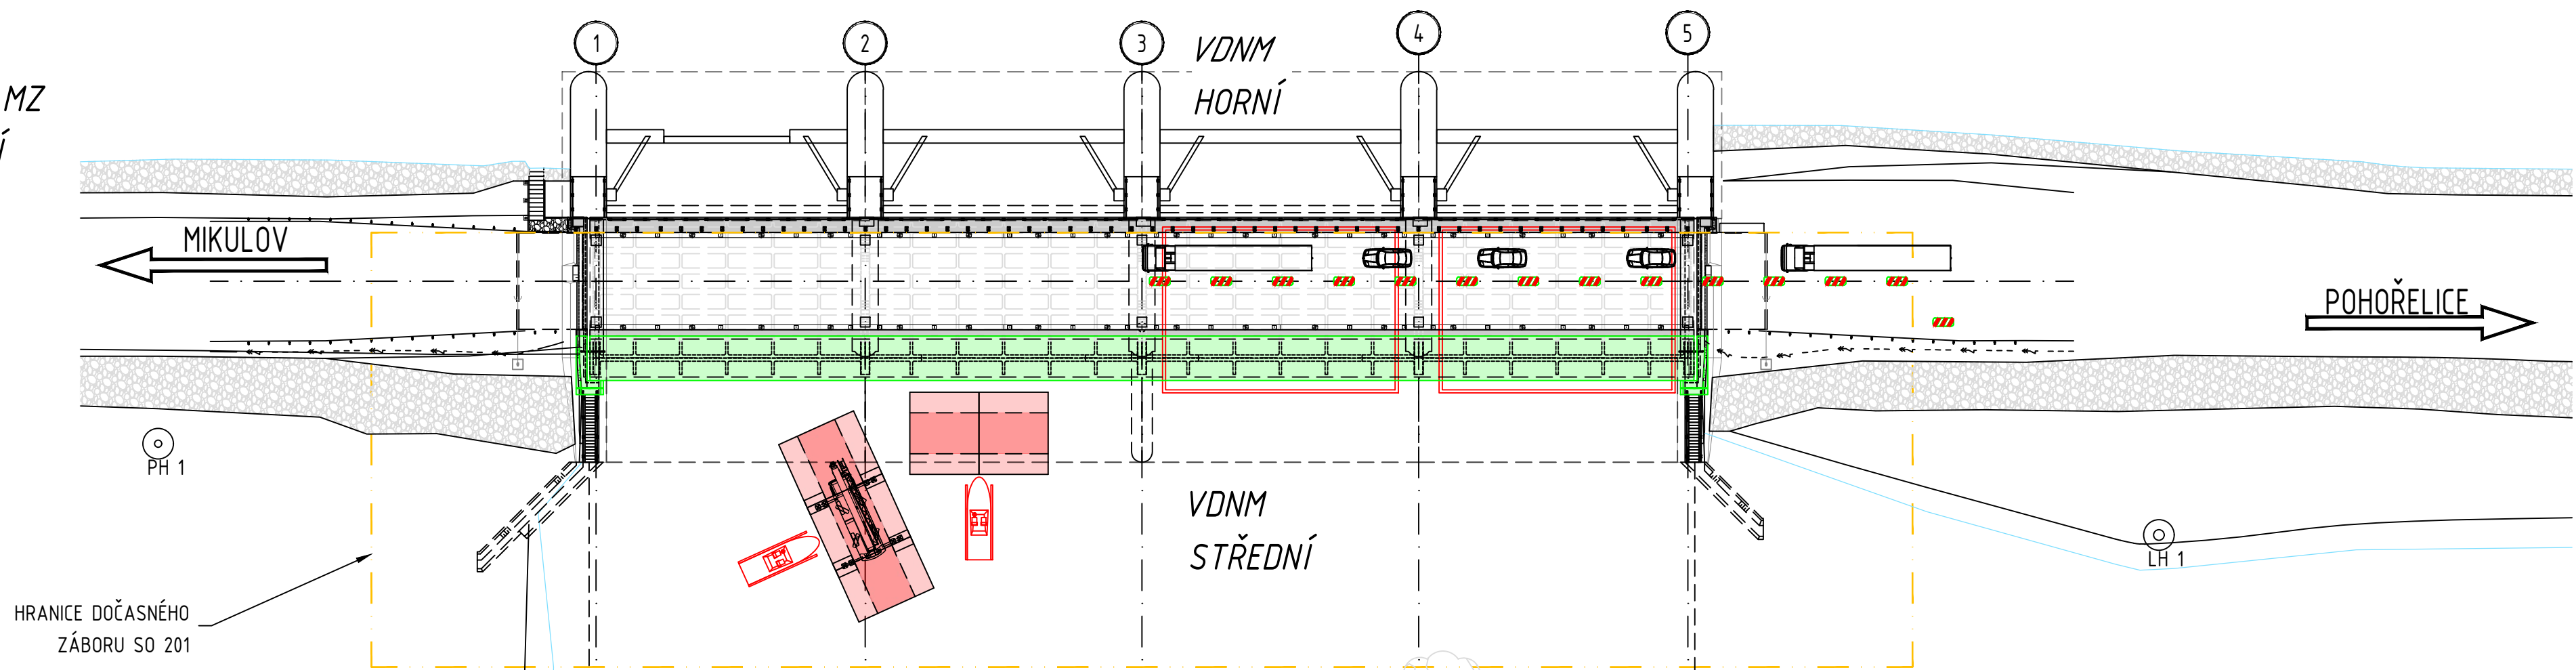 1
2
3
4
5
VDNM
HORNÍ
MZ
Í
MIKULOV
POHOŘELICE
PH 1
VDNM
STŘEDNÍ
LH 1
HRANICE DOČASNÉHO
ZÁBORU SO 201